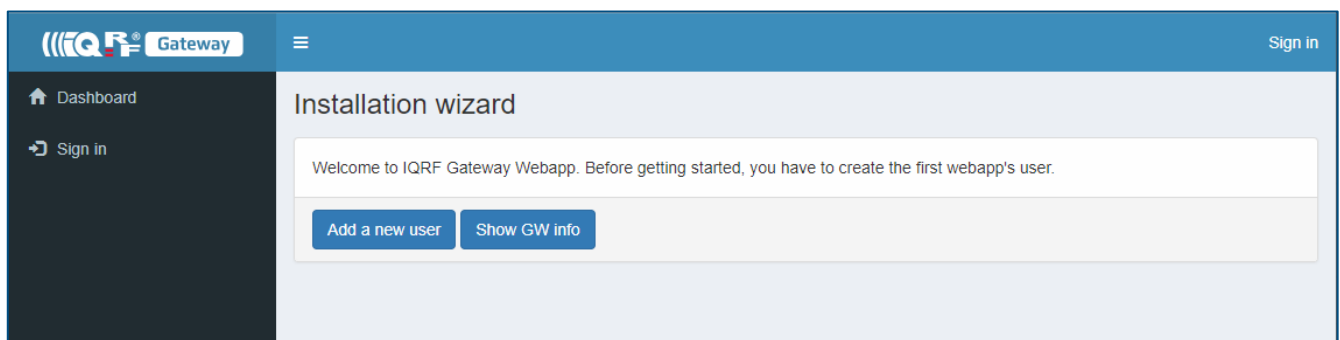 IQRF® Gateway
Sign in
Dashboard
Sign in
Installation wizard
Welcome to IQRF Gateway Webapp. Before getting started, you have to create the first webapp's user.
Add a new user
Show GW info